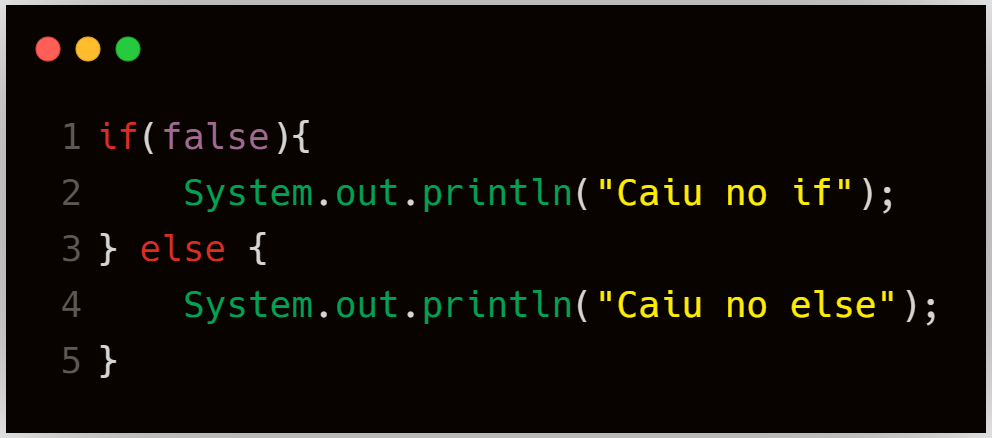 1 if(false){
2     System.out.println("Caiu no if");
3 } else {
4     System.out.println("Caiu no else");
5 }